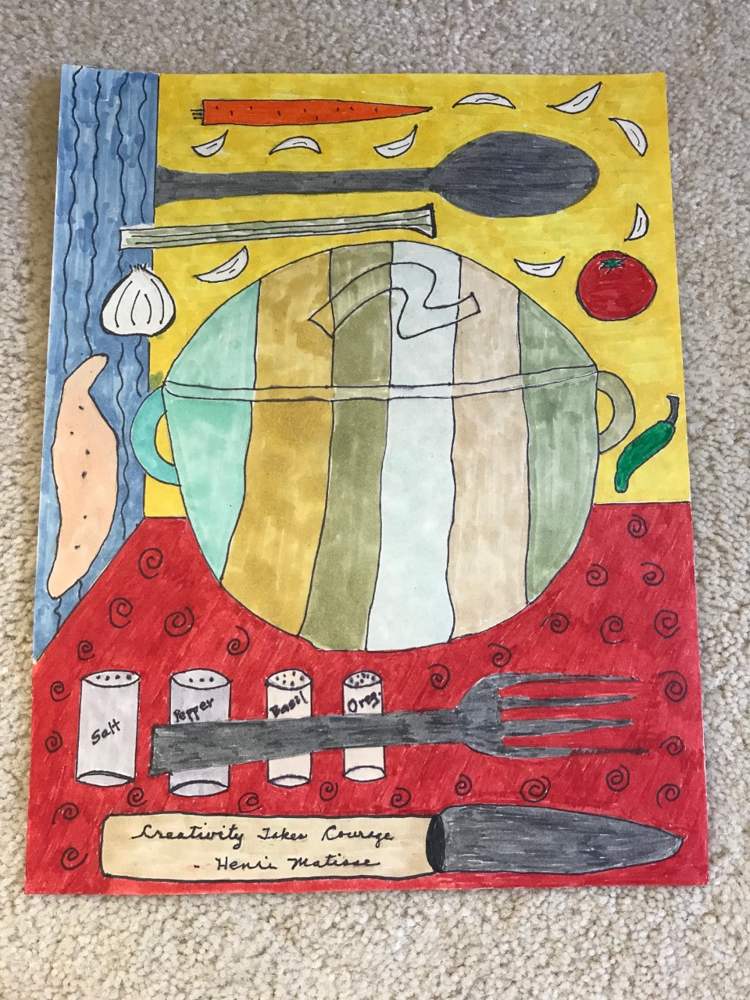 Salt
Pepper
Basil
Oreg
Creativity Takes Courage
- Henri Matisse